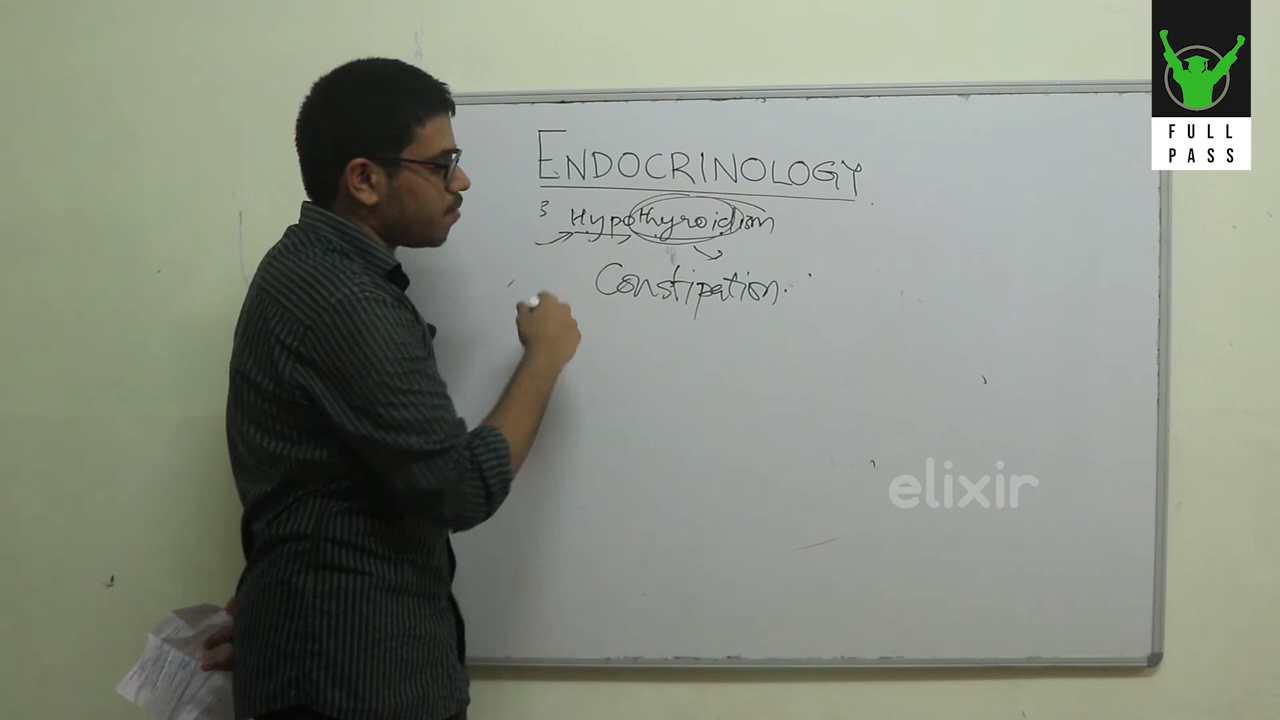 ENDOCRINOLOGY
3 Hypothyroidism
Constipation.
elixir
FULL
PASS